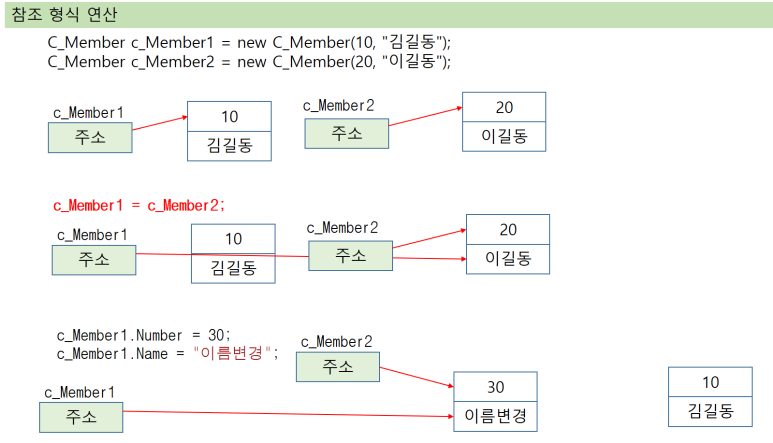 참조 형식 연산
C_Member c_Member1 = new C_Member(10, "김길동");
C_Member c_Member2 = new C_Member(20, "이길동");
c_Member1
주소
10
김길동
c_Member2
주소
20
이길동
c_Member1 = c_Member2;
c_Member1
주소
10
김길동
c_Member2
주소
20
이길동
c_Member1.Number = 30;
c_Member1.Name = "이름변경";
c_Member2
주소
c_Member1
주소
30
이름변경
10
김길동